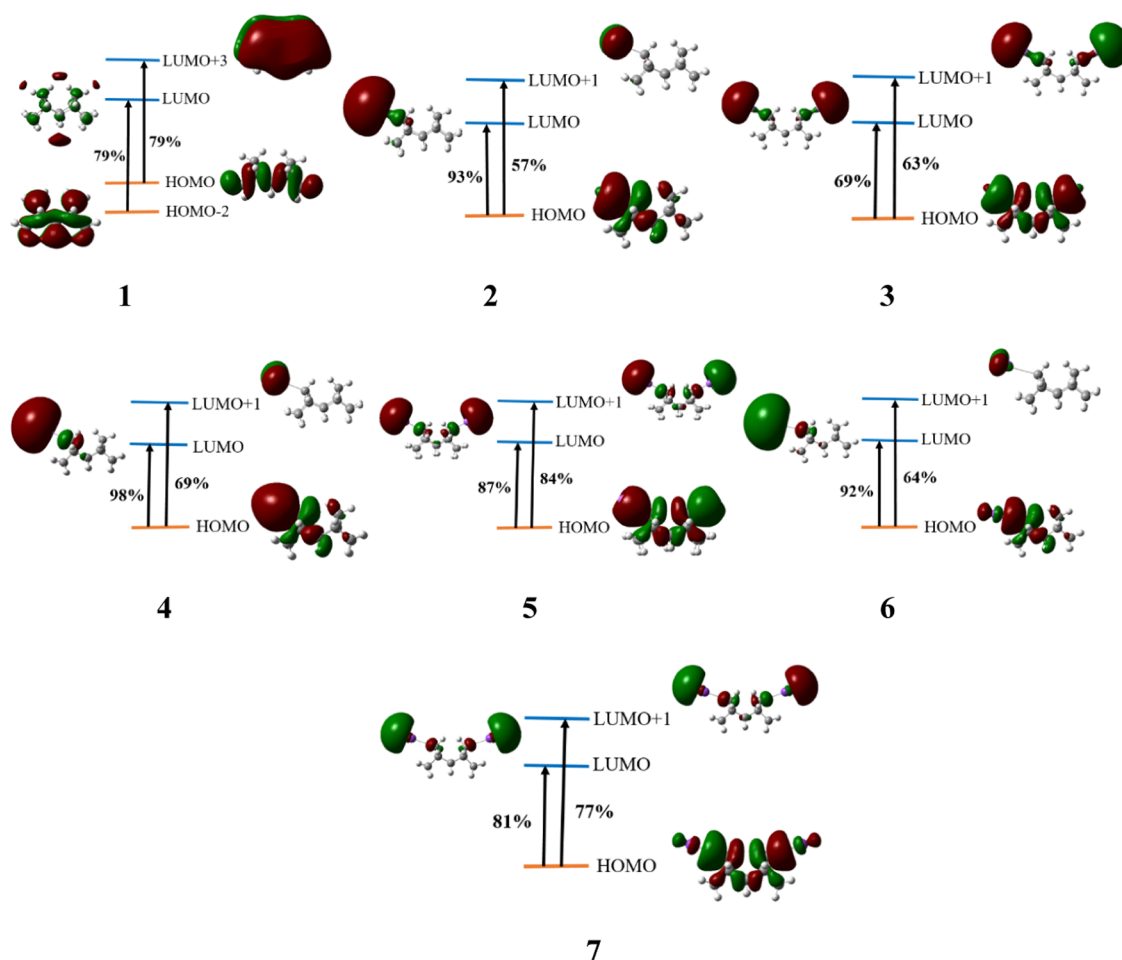 LUMO+3
LUMO
79%
79%
HOMO
HOMO-2
1
LUMO+1
LUMO
93%
57%
HOMO
2
LUMO+1
LUMO
69%
63%
HOMO
3
LUMO+1
LUMO
98%
69%
HOMO
4
LUMO+1
LUMO
87%
84%
HOMO
5
LUMO+1
LUMO
92%
64%
HOMO
6
LUMO+1
LUMO
81%
77%
HOMO
7